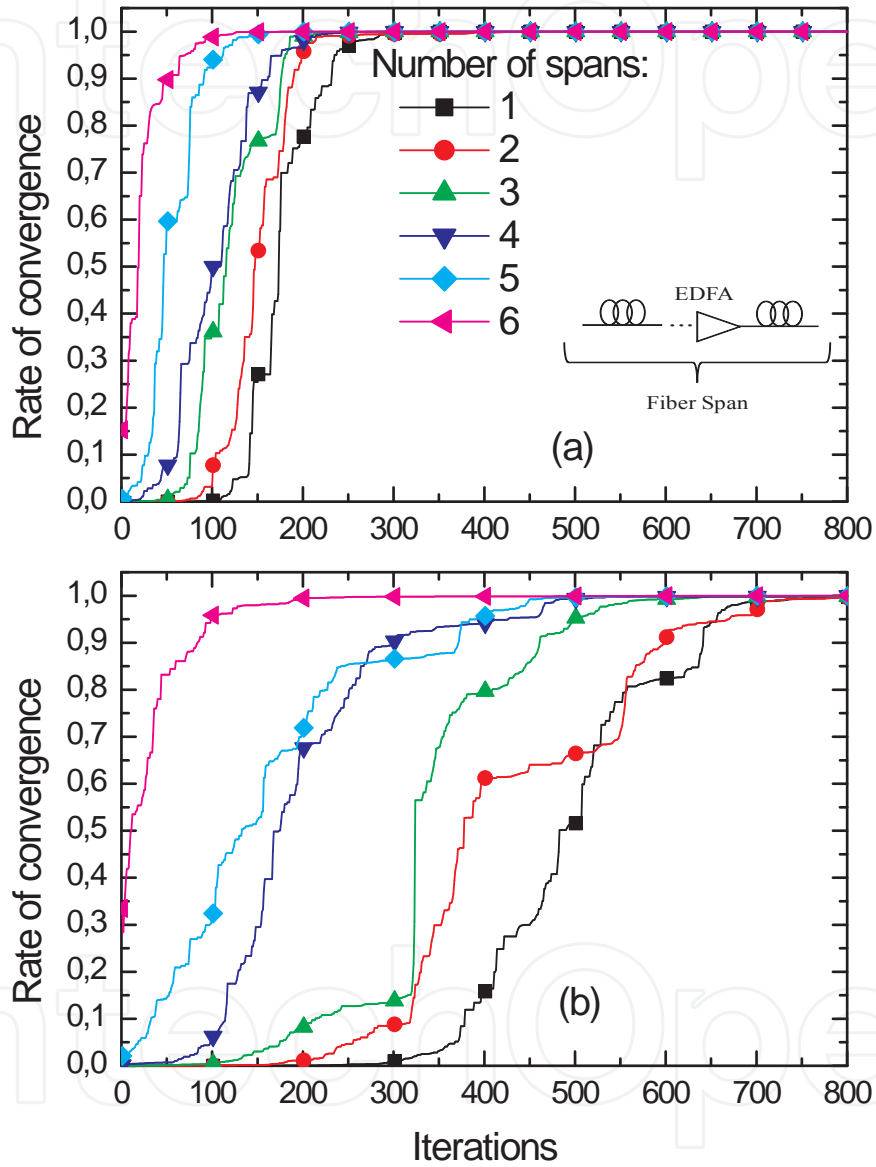 1,0
0,9
0,8
0,7
0,6
0,5
0,4
0,3
0,2
0,1
0,0
Rate of convergence
Number of spans:
1
2
3
4
5
6
EDFA
Fiber Span
(a)
0 100 200 300 400 500 600 700 800
1,0
0,9
0,8
0,7
0,6
0,5
0,4
0,3
0,2
0,1
0,0
Rate of convergence
(b)
0 100 200 300 400 500 600 700 800
Iterations